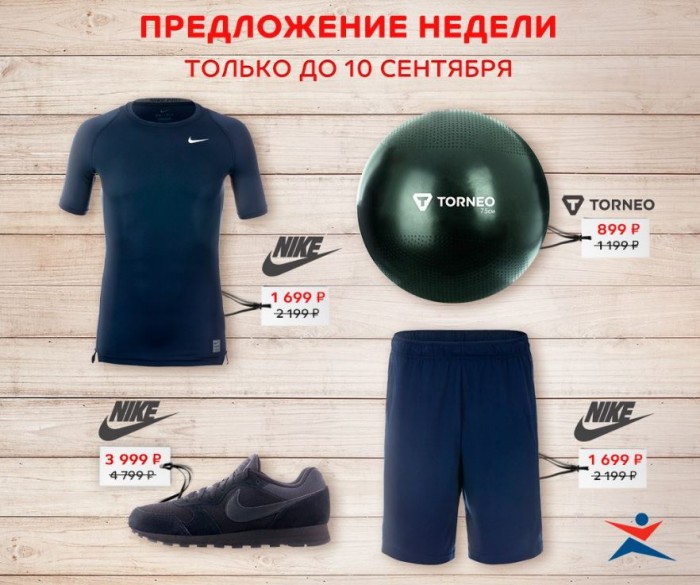 ПРЕДЛОЖЕНИЕ НЕДЕЛИ
ТОЛЬКО ДО 10 СЕНТЯБРЯ
TORNEO
75см
TORNEO
899 ₽
1 199 ₽
NIKE
1 699 ₽
2 199 ₽
NIKE
3 999 ₽
4 799 ₽
NIKE
1 699 ₽
2 199 ₽